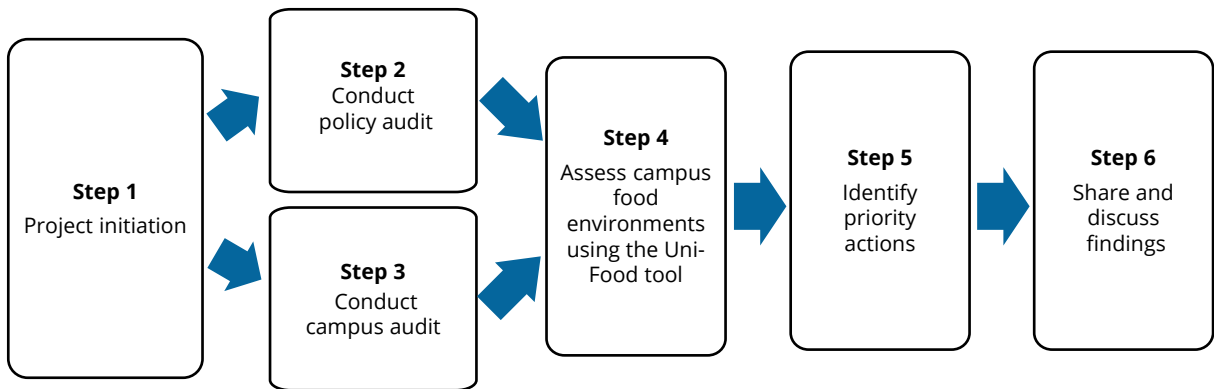 Step 1
Project initiation
Step 2
Conduct
policy audit
Step 3
Conduct
campus audit
Step 4
Assess campus
food
environments
using the Uni-
Food tool
Step 5
Identify
priority
actions
Step 6
Share and
discuss
findings